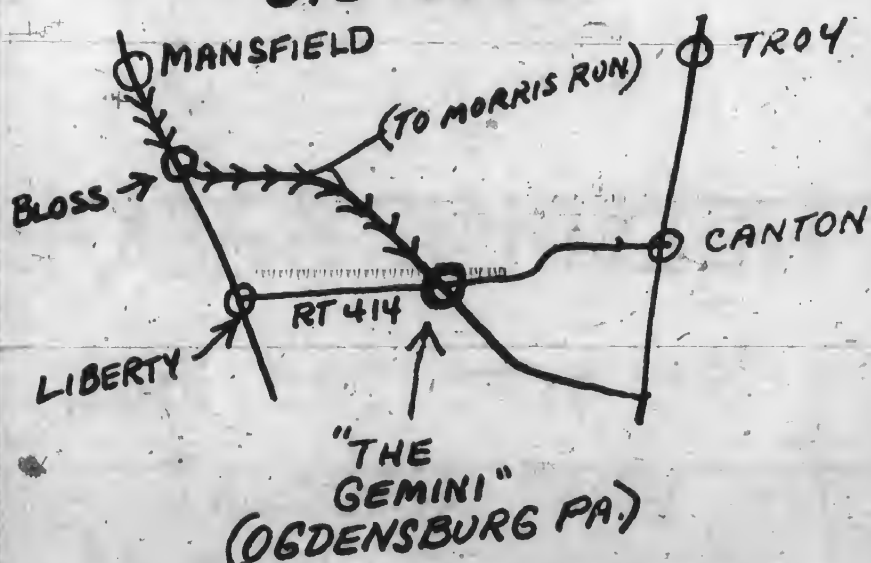 MANSFIELD
TROY
(TO MORRIS RUN)
BLOSS
CANTON
RT 414
LIBERTY
"THE
GEMINI"
(OGDENSBURG PA.)